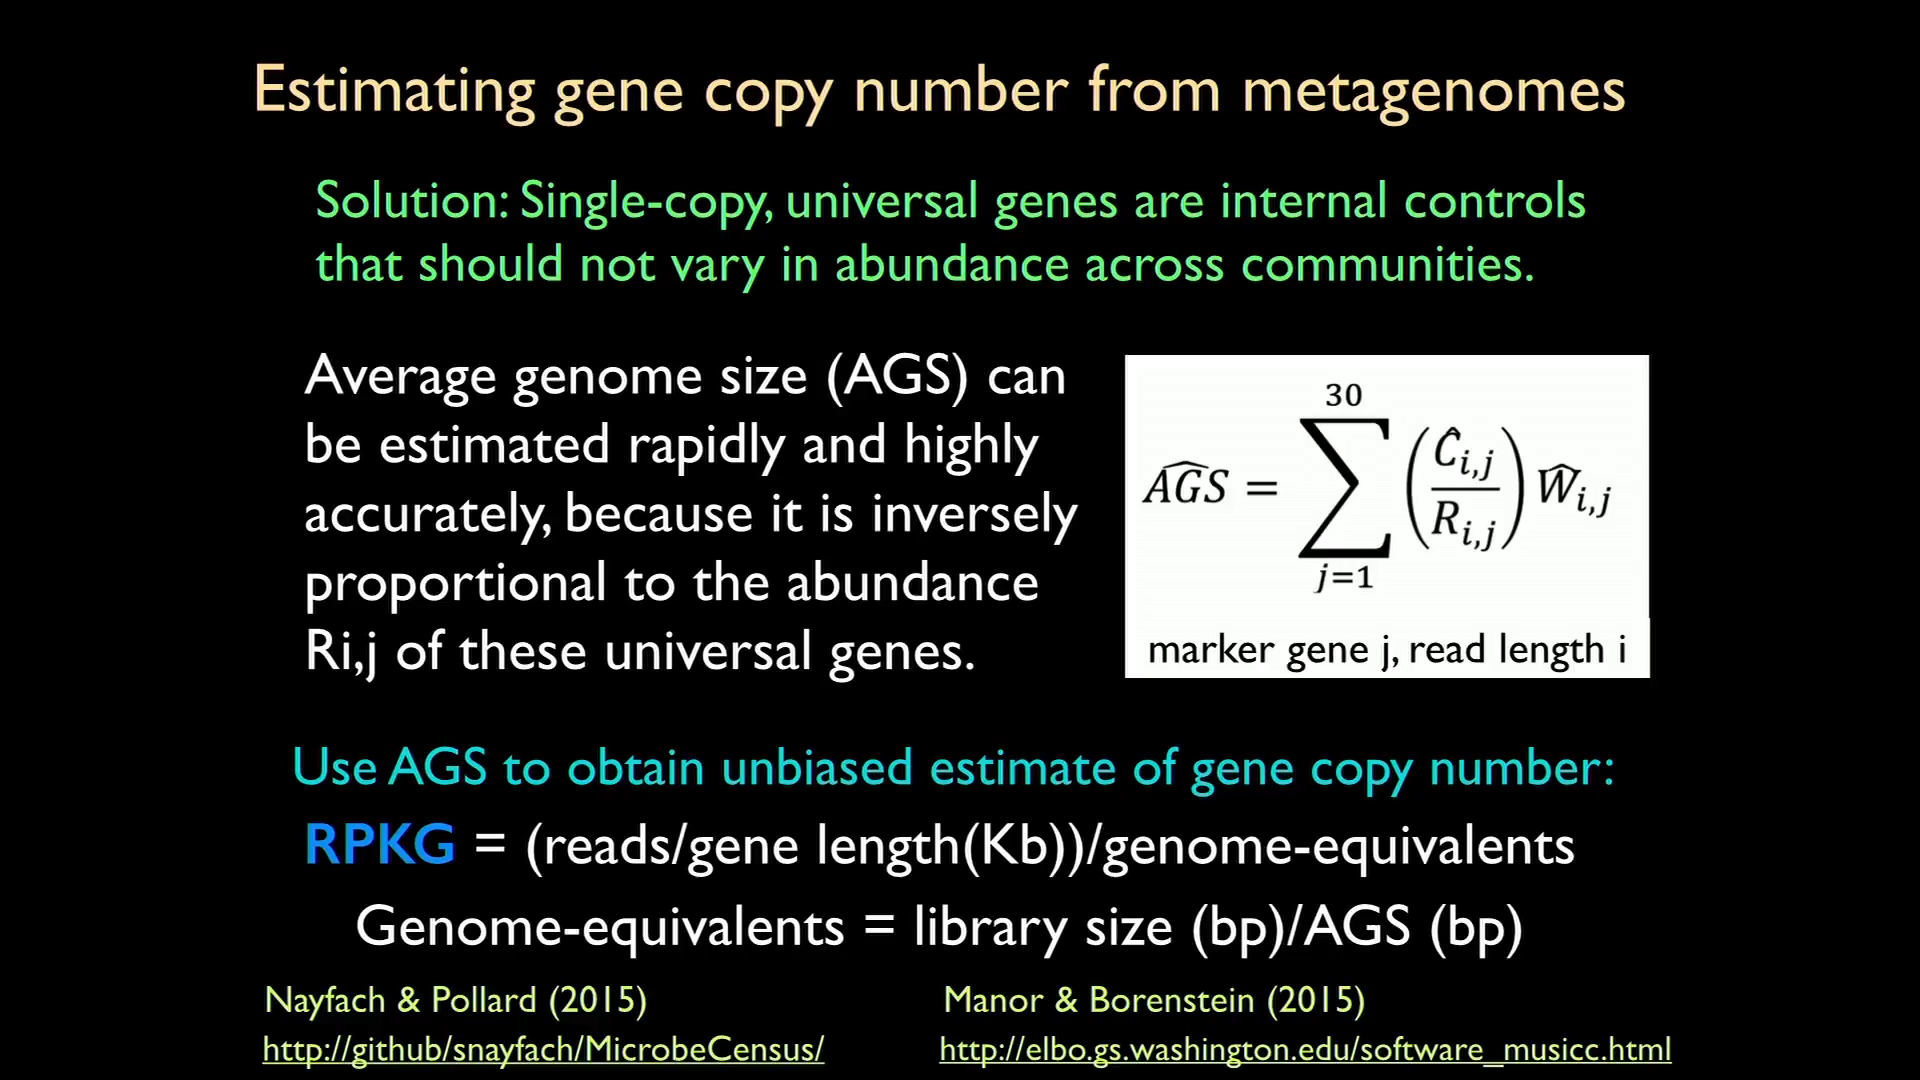 Estimating gene copy number from metagenomes
Solution: Single-copy, universal genes are internal controls
that should not vary in abundance across communities.
Average genome size (AGS) can
be estimated rapidly and highly
accurately, because it is inversely
proportional to the abundance
Ri,j of these universal genes.
30
\widehat{AGS} = ∑ (Ĉi,j / Ri,j) Ŵi,j
j=1
marker gene j, read length i
Use AGS to obtain unbiased estimate of gene copy number:
RPKG = (reads/gene length(Kb))/genome-equivalents
Genome-equivalents = library size (bp)/AGS (bp)
Nayfach & Pollard (2015)
http://github/snayfach/MicrobeCensus/
Manor & Borenstein (2015)
http://elbo.gs.washington.edu/software_musicc.html